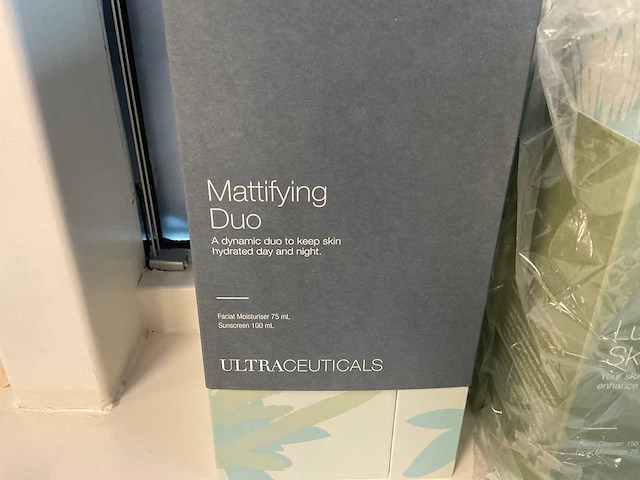 Mattifying
Duo
A dynamic duo to keep skin
hydrated day and night.
Facial Moisturiser 75 mL
Sunscreen 100 mL
ULTRACEUTICALS